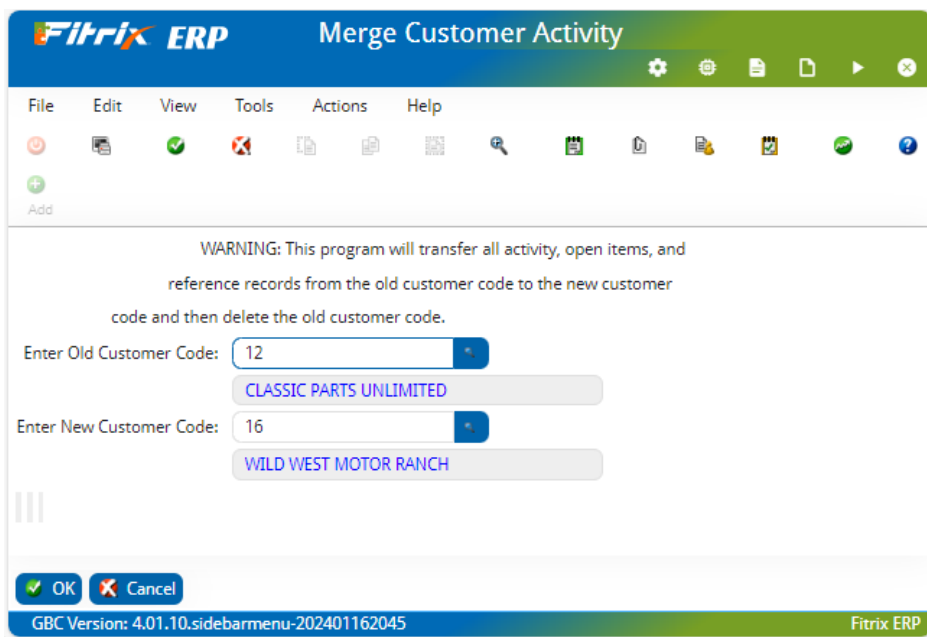 Fitrix ERP Merge Customer Activity
File Edit View Tools Actions Help
Add
WARNING: This program will transfer all activity, open items, and
reference records from the old customer code to the new customer
code and then delete the old customer code.
Enter Old Customer Code: 12
CLASSIC PARTS UNLIMITED
Enter New Customer Code: 16
WILD WEST MOTOR RANCH
OK Cancel
GBC Version: 4.01.10.sidebarmenu-202401162045 Fitrix ERP